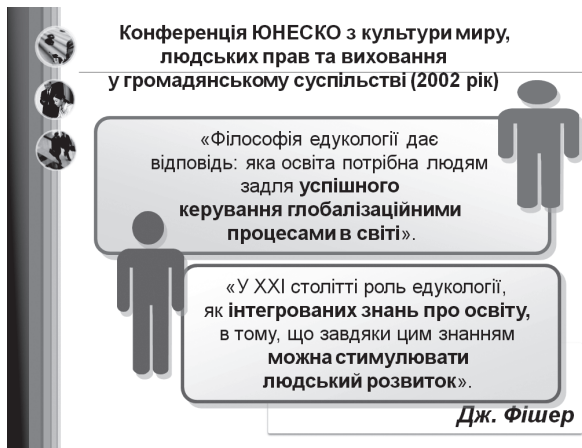 Конференція ЮНЕСКО з культури миру,
людських прав та виховання
у громадянському суспільстві (2002 рік)
«Філософія едукології дає
відповідь: яка освіта потрібна людям
задля успішного
керування глобалізаційними
процесами в світі».
«У ХХІ столітті роль едукології,
як інтегрованих знань про освіту,
в тому, що завдяки цим знанням
можна стимулювати
людський розвиток».
Дж. Фішер